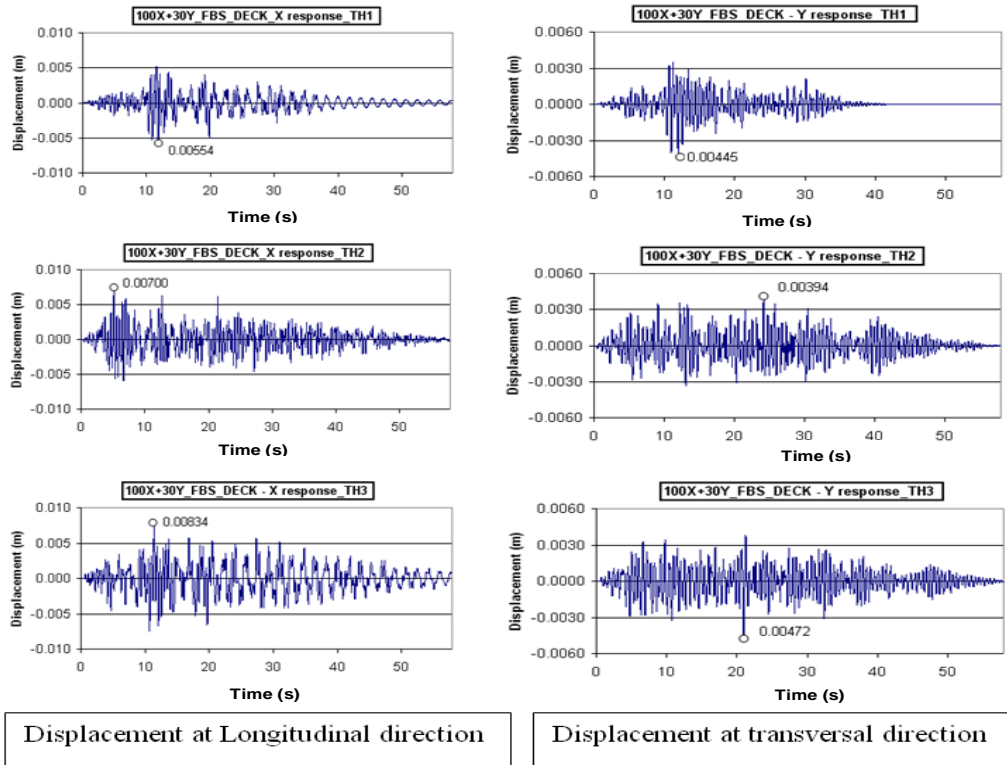 100X+30Y_FBS_DECK_X response_TH1
0.010
0.005
0.000
-0.005
-0.010
Displacement (m)
0.00554
0 10 20 30 40 50
Time (s)
100X+30Y_FBS_DECK - Y response_TH1
0.0060
0.0030
0.0000
-0.0030
-0.0060
Displacement (m)
0.00445
0 10 20 30 40 50
Time (s)
100X+30Y_FBS_DECK_X response_TH2
0.010
0.005
0.000
-0.005
-0.010
Displacement (m)
0.00700
0 10 20 30 40 50
Time (s)
100X+30Y_FBS_DECK - Y response_TH2
0.0060
0.0030
0.0000
-0.0030
-0.0060
Displacement (m)
0.00394
0 10 20 30 40 50
Time (s)
100X+30Y_FBS_DECK - X response_TH3
0.010
0.005
0.000
-0.005
-0.010
Displacement (m)
0.00834
0 10 20 30 40 50
Time (s)
100X+30Y_FBS_DECK - Y response_TH3
0.0060
0.0030
0.0000
-0.0030
-0.0060
Displacement (m)
0.00472
0 10 20 30 40 50
Time (s)
Displacement at Longitudinal direction
Displacement at transversal direction